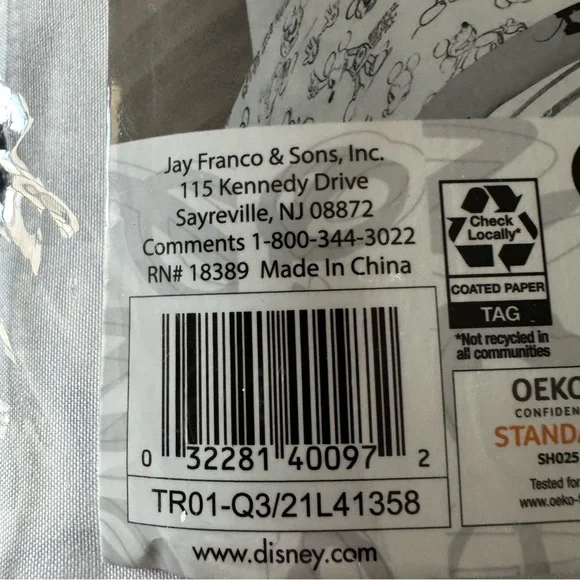 Jay Franco & Sons, Inc.
115 Kennedy Drive
Sayreville, NJ 08872
Comments 1-800-344-3022
RN# 18389 Made In China
0 32281 40097 2
TR01-Q3/21L41358
www.disney.com
Check
Locally*
COATED PAPER
TAG
*Not recycled in
all communities
OEKO
CONFIDEN
STANDA
SH025
Tested for
www.oeko-